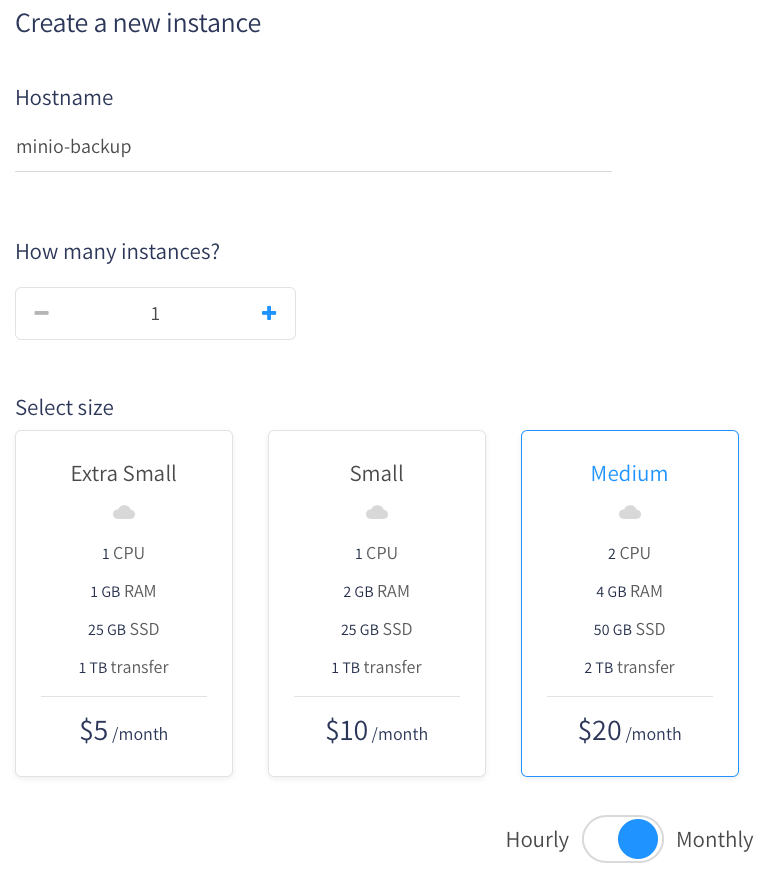 Create a new instance
Hostname
minio-backup
How many instances?
1
Select size
Extra Small
1 CPU
1 GB RAM
25 GB SSD
1 TB transfer
$5 /month
Small
1 CPU
2 GB RAM
25 GB SSD
1 TB transfer
$10 /month
Medium
2 CPU
4 GB RAM
50 GB SSD
2 TB transfer
$20 /month
Hourly Monthly